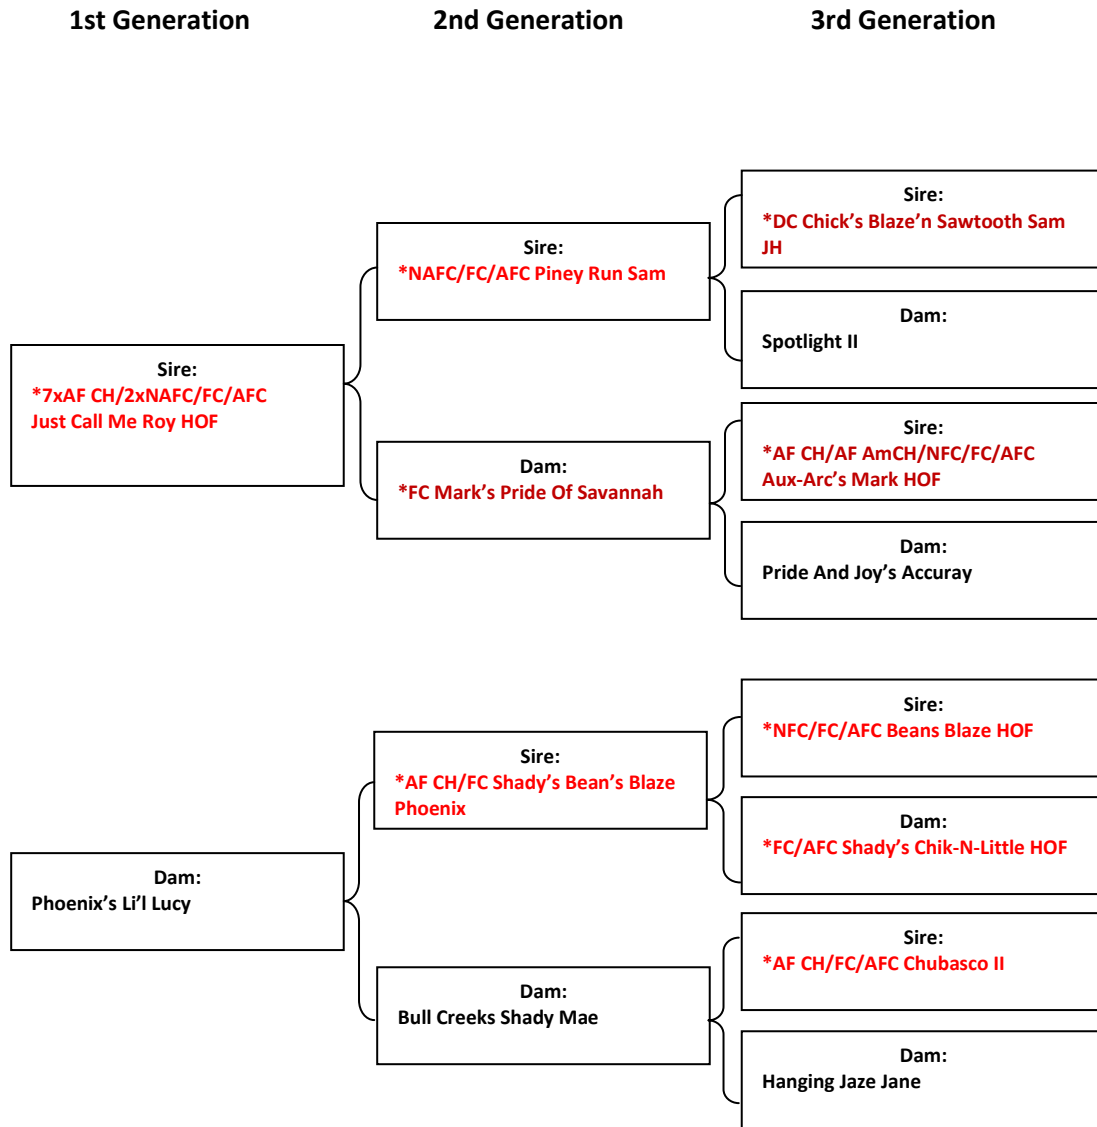 1st Generation
2nd Generation
3rd Generation
Sire:
*7xAF CH/2xNAFC/FC/AFC
Just Call Me Roy HOF
Sire:
*NAFC/FC/AFC Piney Run Sam
Sire:
*DC Chick’s Blaze’n Sawtooth Sam
JH
Dam:
Spotlight II
Dam:
*FC Mark’s Pride Of Savannah
Sire:
*AF CH/AF AmCH/NFC/FC/AFC
Aux-Arc’s Mark HOF
Dam:
Pride And Joy’s Accuray
Dam:
Phoenix’s Li’l Lucy
Sire:
*AF CH/FC Shady’s Bean’s Blaze
Phoenix
Sire:
*NFC/FC/AFC Beans Blaze HOF
Dam:
*FC/AFC Shady’s Chik-N-Little HOF
Dam:
Bull Creeks Shady Mae
Sire:
*AF CH/FC/AFC Chubasco II
Dam:
Hanging Jaze Jane